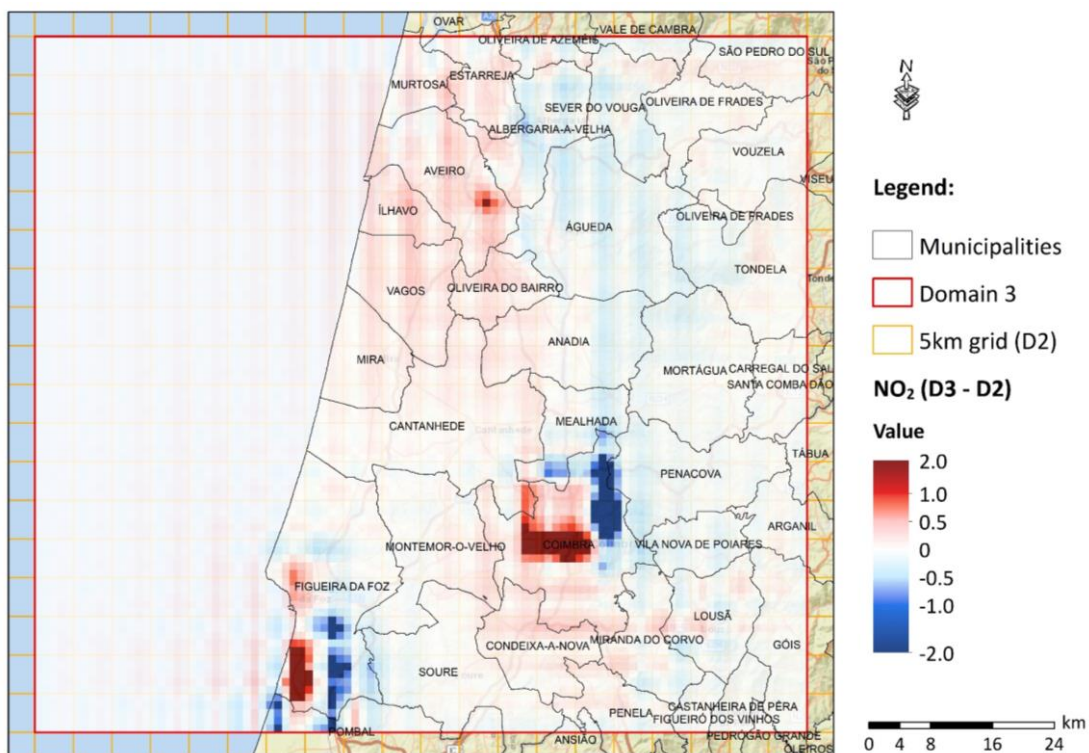 OVAR
VALE DE CAMBRA
OLIVEIRA DE AZEMÉIS
SÃO PEDRO DO SUL
ESTARREJA
MURTOSA
SEVER DO VOUGA
OLIVEIRA DE FRADES
ALBERGARIA-A-VELHA
VOUZELA
AVEIRO
VISEU
ÍLHAVO
OLIVEIRA DE FRADES
ÁGUEDA
TONDELA
VAGOS
OLIVEIRA DO BAIRRO
ANADIA
MIRA
MORTÁGUA
CARREGAL DO SAL
SANTA COMBA DÃO
CANTANHEDE
MEALHADA
TÁBUA
PENACOVA
ARGANIL
MONTEMOR-O-VELHO
COIMBRA
VILA NOVA DE POIARES
FIGUEIRA DA FOZ
LOUSÃ
CONDEIXA-A-NOVA
MIRANDA DO CORVO
GÓIS
SOURE
CASTANHEIRA DE PÊRA
PENELA
FIGUEIRÓ DOS VINHOS
POMBAL
ANSIÃO
PEDRÓGÃO GRANDE
OLEIROS
N
Legend:
Municipalities
Domain 3
5km grid (D2)
NO₂ (D3 - D2)
Value
2.0
1.0
0.5
0
-0.5
-1.0
-2.0
km
0 4 8 16 24